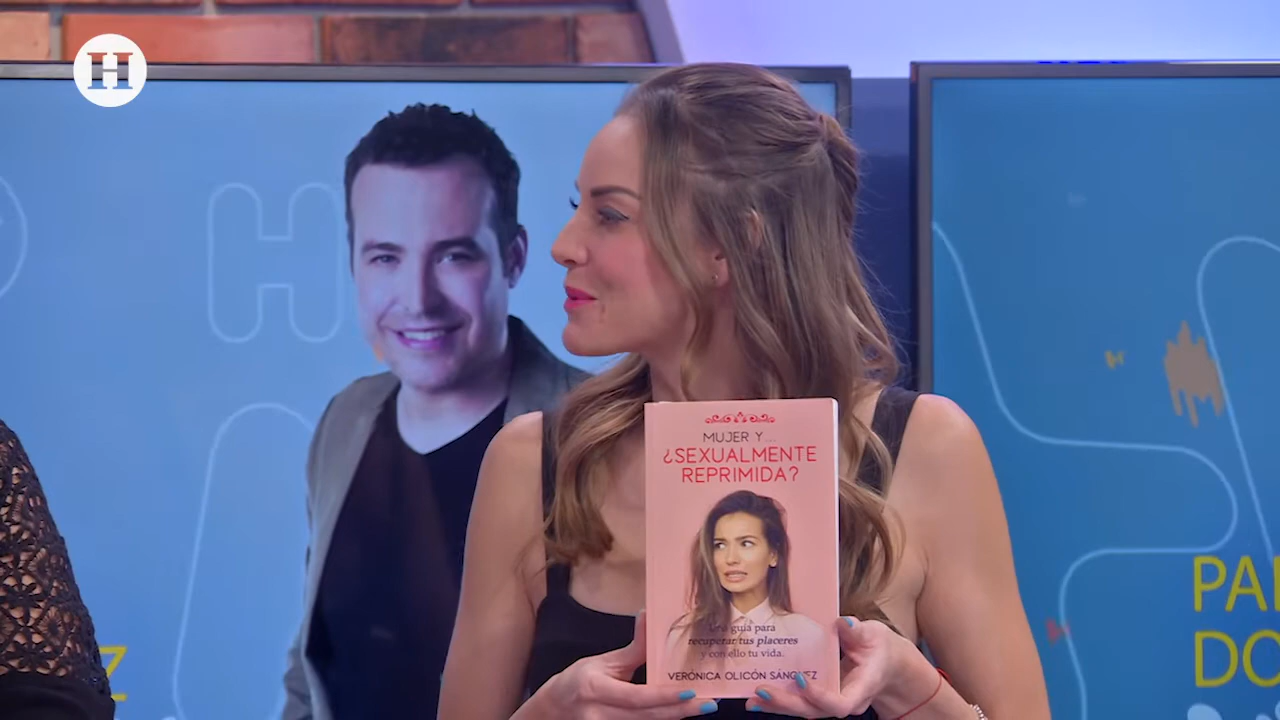 H
MUJER Y...
¿SEXUALMENTE
REPRIMIDA?
Una guía para
recuperar tus placeres
y con ello tu vida.
VERÓNICA OLICÓN SÁNCHEZ
Z
PA
DO